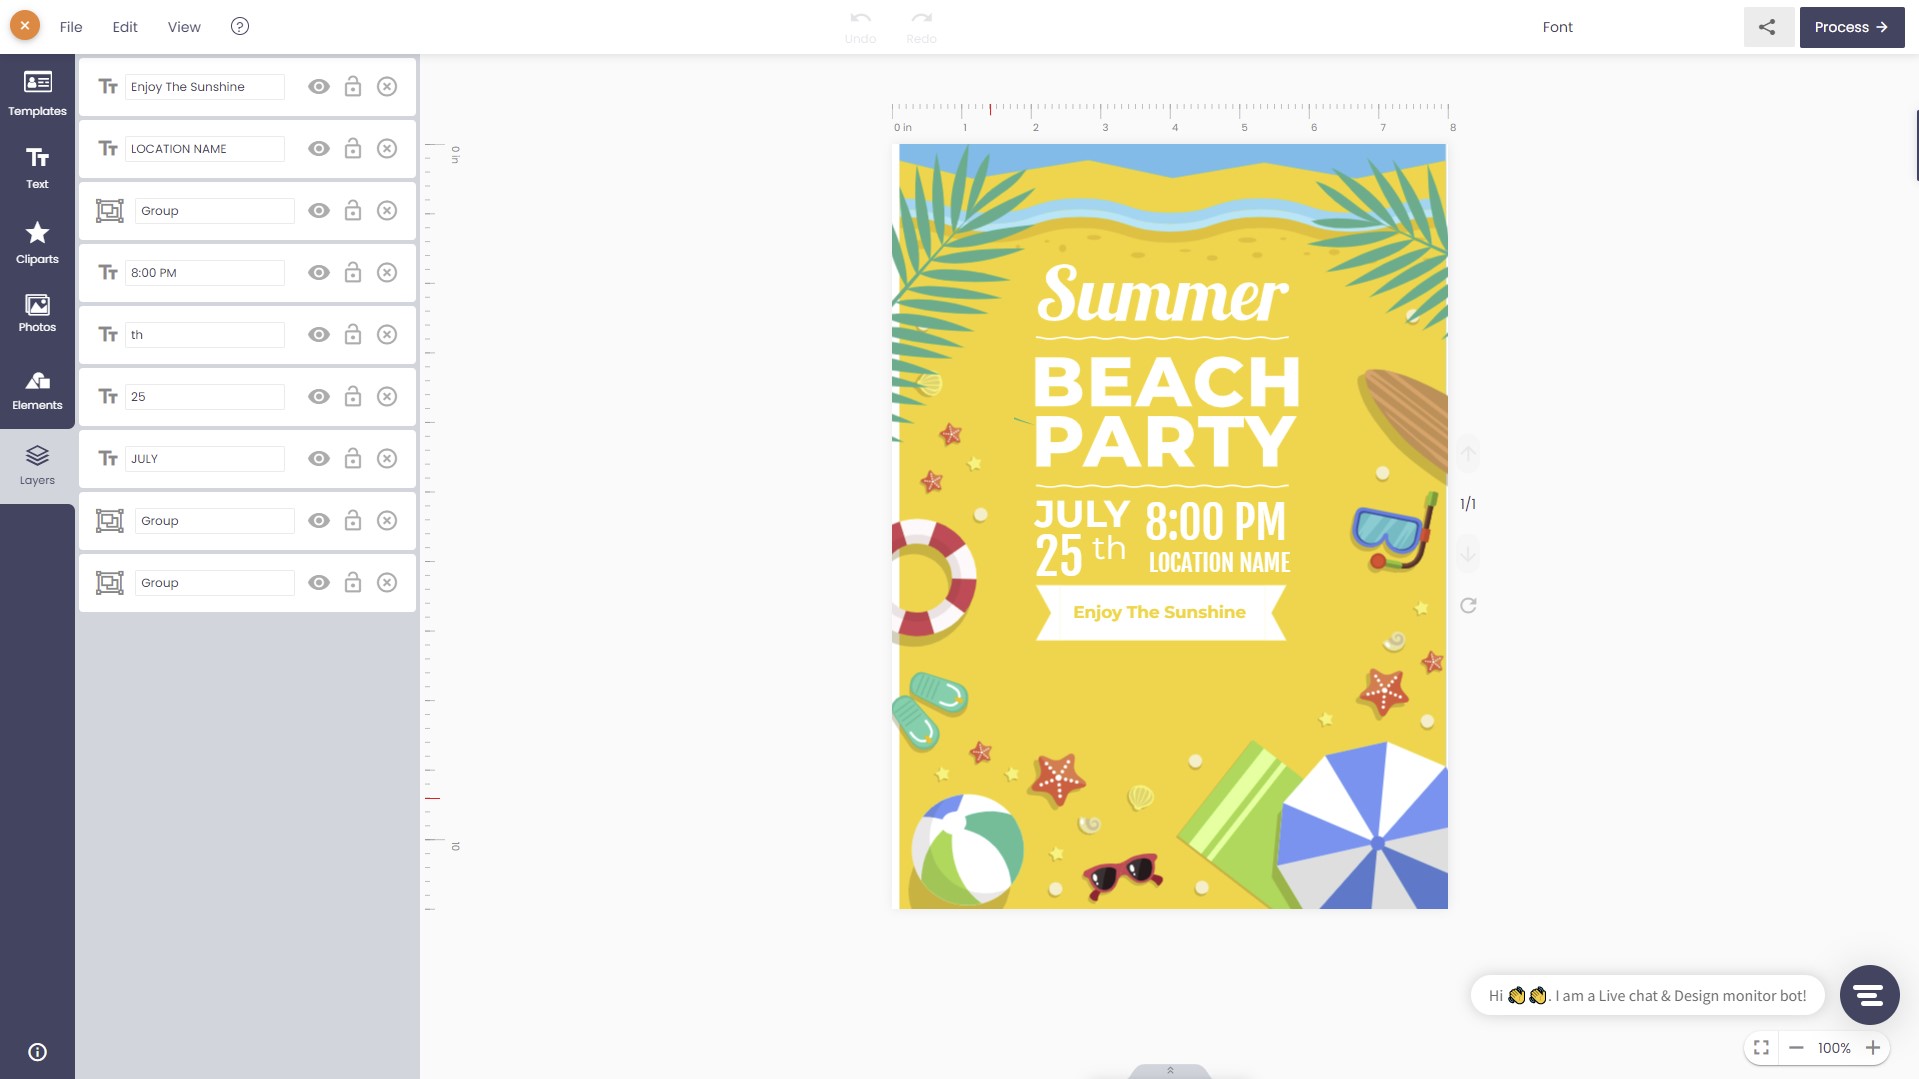 File Edit View ?
Undo Redo
Font
Process
Templates
Text
Cliparts
Photos
Elements
Layers
Enjoy The Sunshine
LOCATION NAME
Group
8:00 PM
th
25
JULY
Group
Group
0 in 1 2 3 4 5 6 7 8
0 in
10
Summer
BEACH
PARTY
JULY 8:00 PM
25 th LOCATION NAME
Enjoy The Sunshine
1/1
Hi 👏👏. I am a Live chat & Design monitor bot!
100%